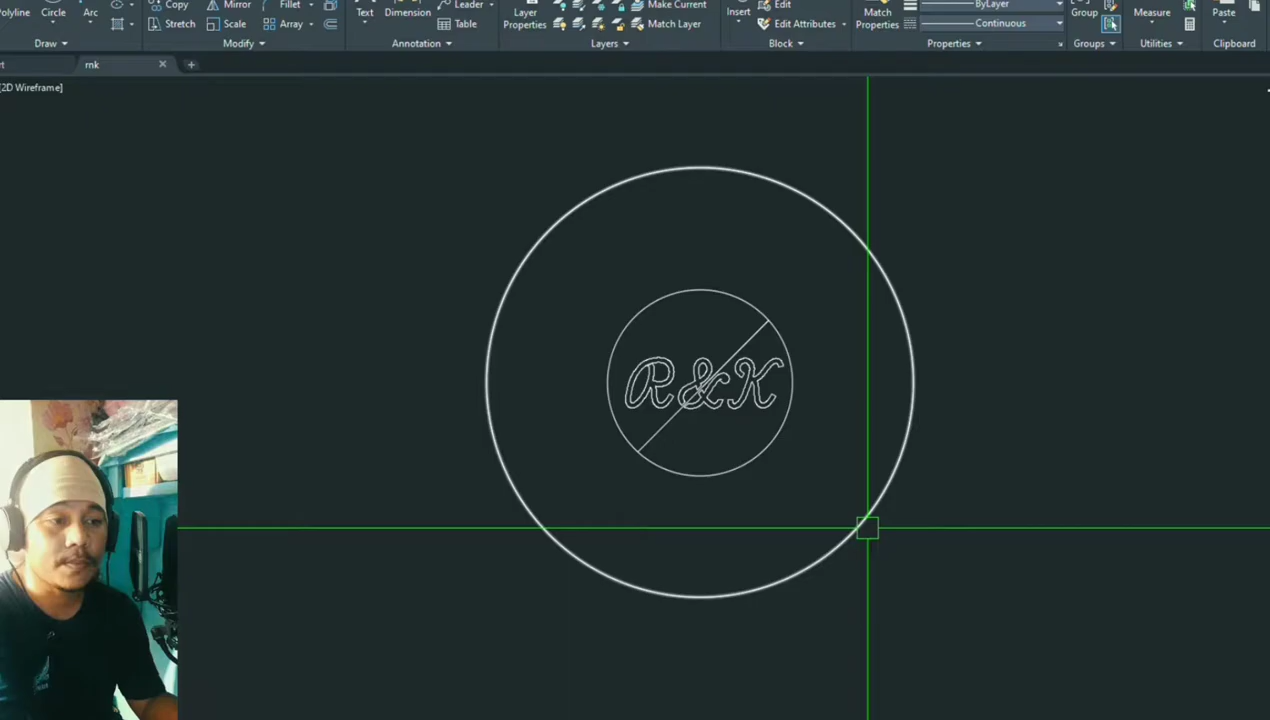 Polyline Circle Arc Copy Mirror Fillet Text Dimension Leader Layer Properties Make Current Insert Edit Match Properties ByLayer Group Measure Paste
Stretch Scale Array Table Match Layer Edit Attributes Continuous
Draw Modify Annotation Layers Block Properties Groups Utilities Clipboard
rt rnk
[2D Wireframe]
R&K